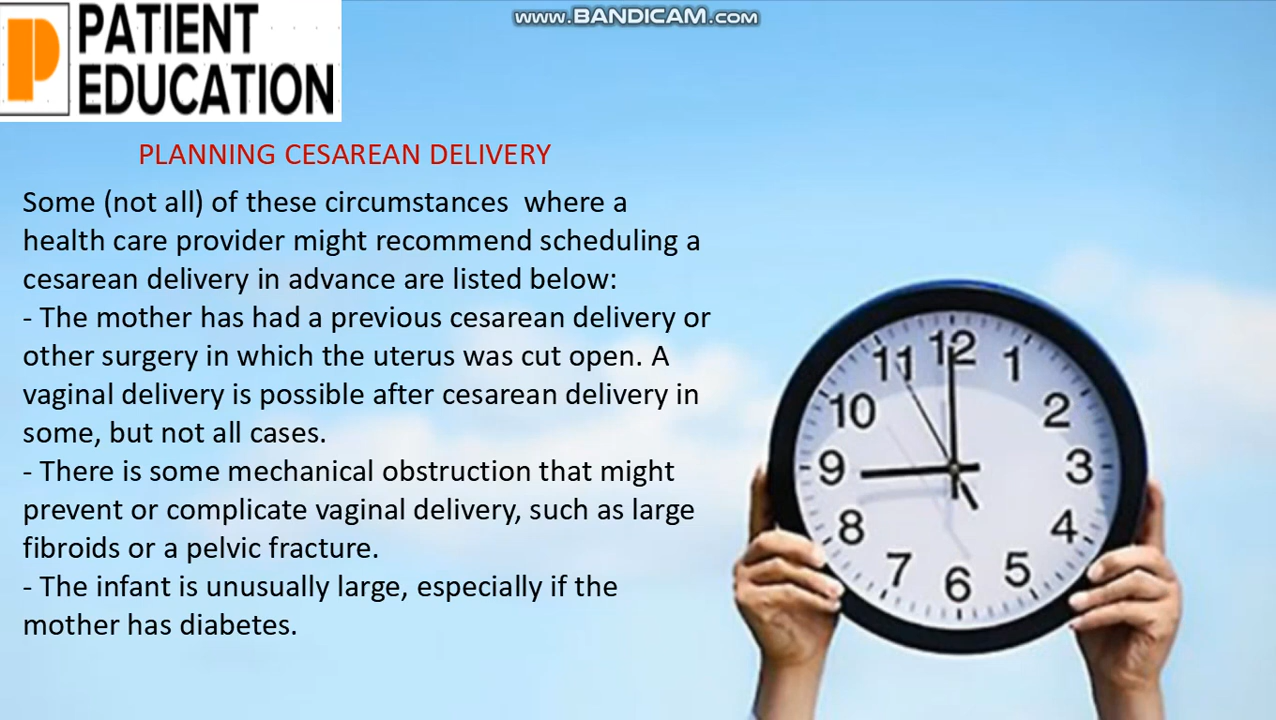 www.BANDICAM.com
PATIENT
EDUCATION
PLANNING CESAREAN DELIVERY
Some (not all) of these circumstances  where a
health care provider might recommend scheduling a
cesarean delivery in advance are listed below:
- The mother has had a previous cesarean delivery or
other surgery in which the uterus was cut open. A
vaginal delivery is possible after cesarean delivery in
some, but not all cases.
- There is some mechanical obstruction that might
prevent or complicate vaginal delivery, such as large
fibroids or a pelvic fracture.
- The infant is unusually large, especially if the
mother has diabetes.
12
11 1
10 2
9 3
8 4
7 5
6